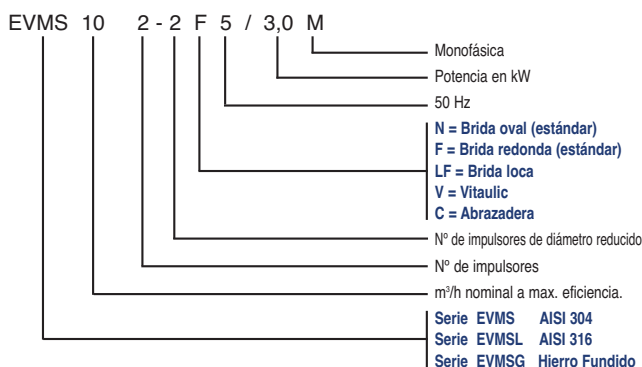 EVMS 10 2 - 2 F 5 / 3,0 M
Monofásica
Potencia en kW
50 Hz
N = Brida oval (estándar)
F = Brida redonda (estándar)
LF = Brida loca
V = Vitaulic
C = Abrazadera
Nº de impulsores de diámetro reducido
Nº de impulsores
m³/h nominal a max. eficiencia.
Serie EVMS AISI 304
Serie EVMSL AISI 316
Serie EVMSG Hierro Fundido